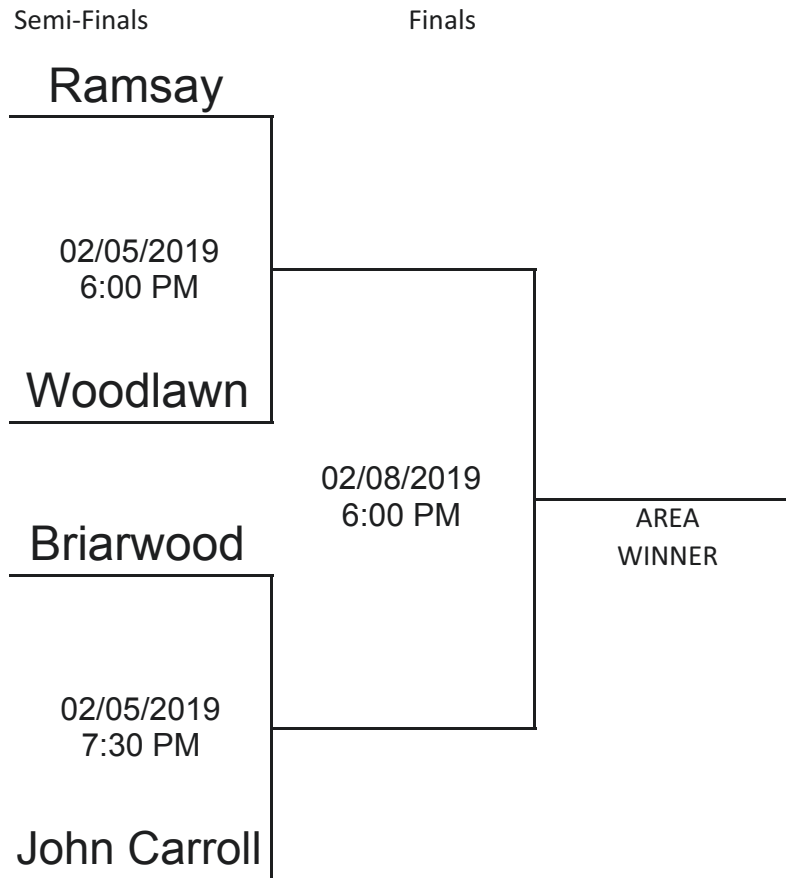 Semi-Finals
Finals
Ramsay
02/05/2019
6:00 PM
Woodlawn
02/08/2019
6:00 PM
AREA
WINNER
Briarwood
02/05/2019
7:30 PM
John Carroll